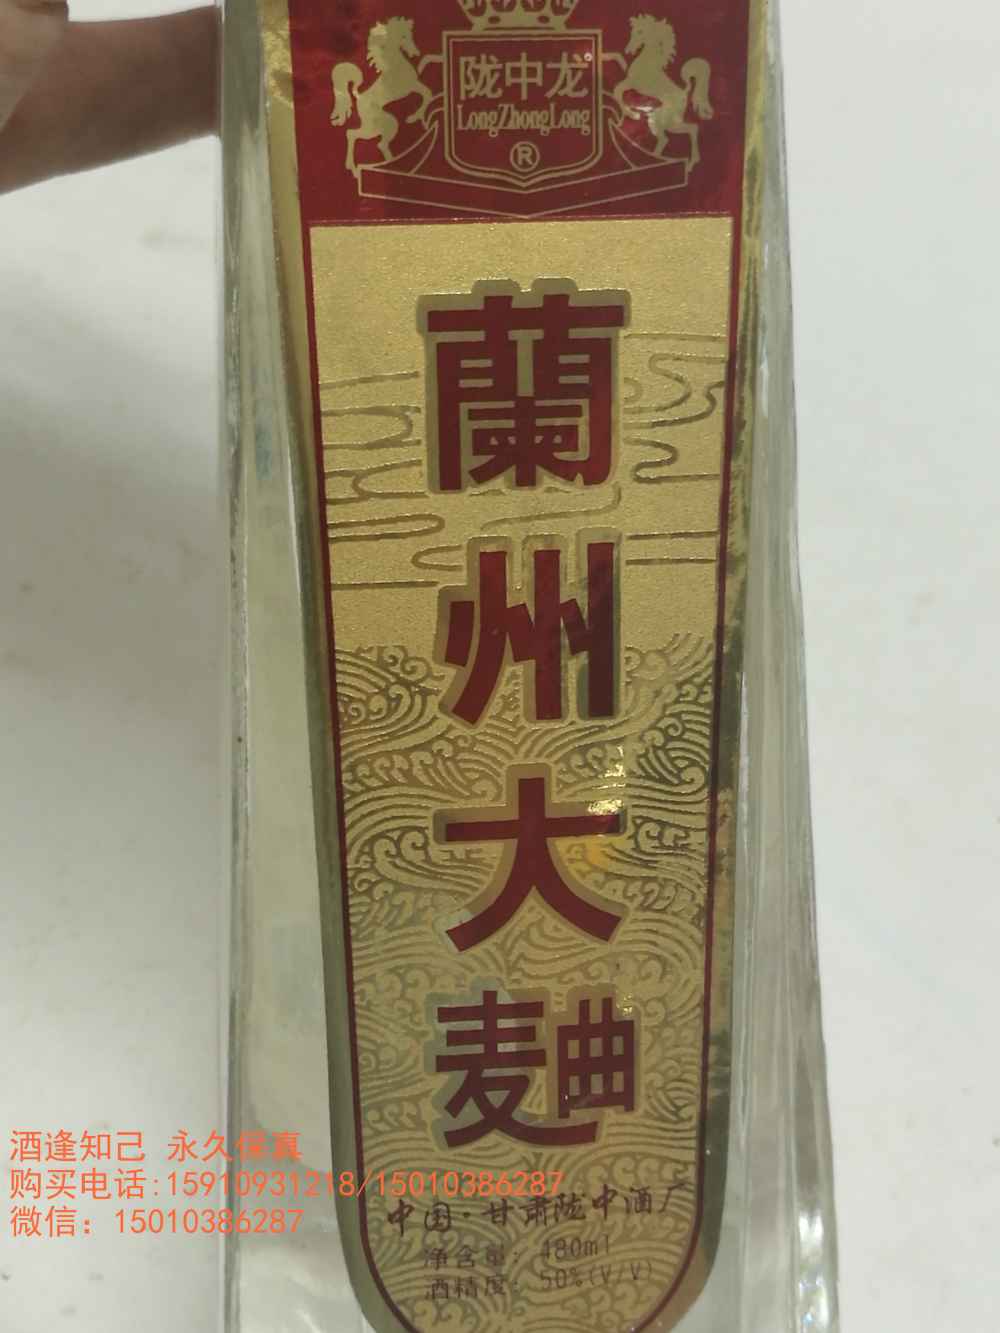 陇中龙
LongZhongLong
®
蘭州大麯
中国·甘肃陇中酒厂
净含量：480ml
酒精度：50%(V/V)
酒逢知己 永久保真
购买电话:15910931218/15010386287
微信：15010386287